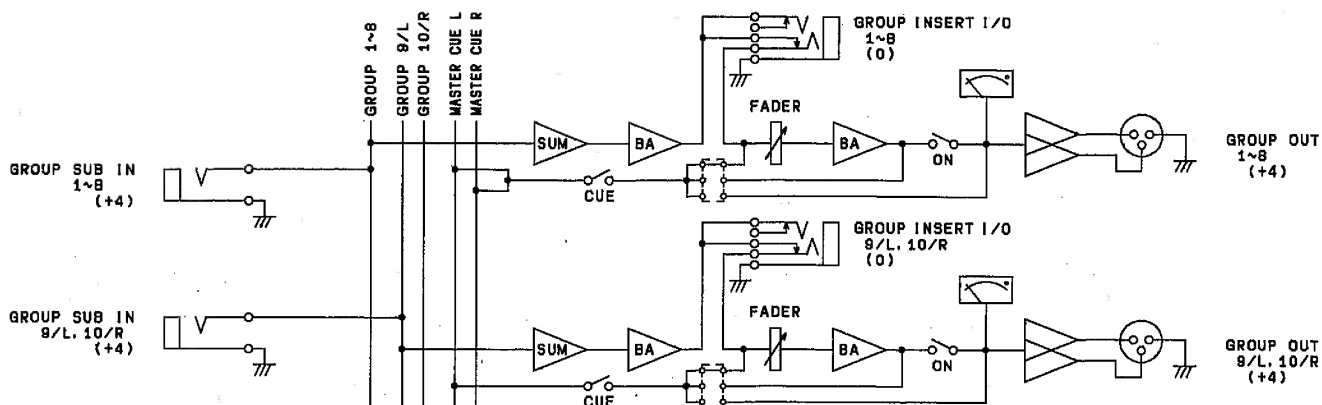 GROUP 1~8
GROUP 9/L
GROUP 10/R
MASTER CUE L
MASTER CUE R
GROUP INSERT I/O
1~8
(0)
FADER
SUM
BA
BA
ON
CUE
GROUP SUB IN
1~8
(+4)
GROUP OUT
1~8
(+4)
GROUP INSERT I/O
9/L, 10/R
(0)
FADER
GROUP SUB IN
9/L, 10/R
(+4)
SUM
BA
BA
ON
CUE
GROUP OUT
9/L, 10/R
(+4)